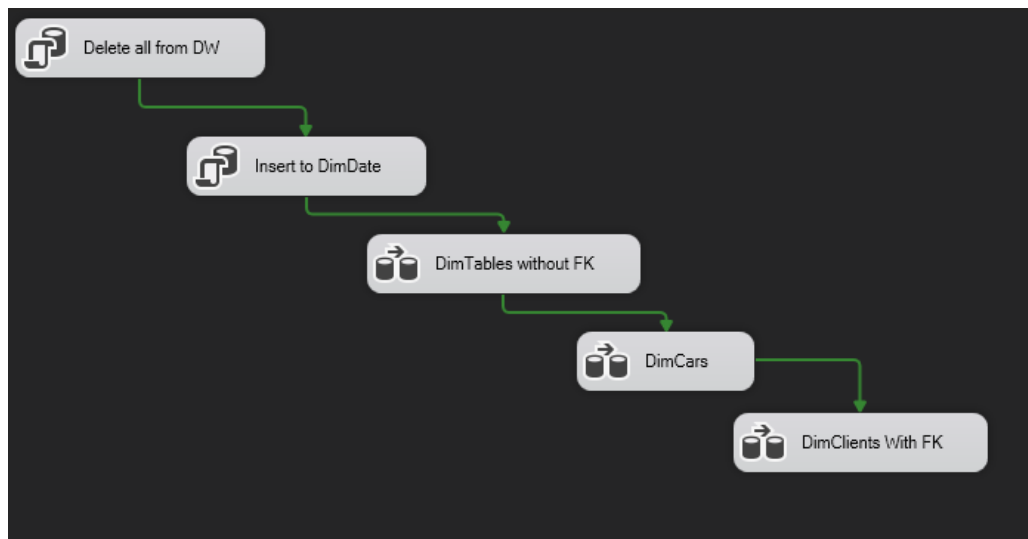 Delete all from DW
Insert to DimDate
DimTables without FK
DimCars
DimClients With FK